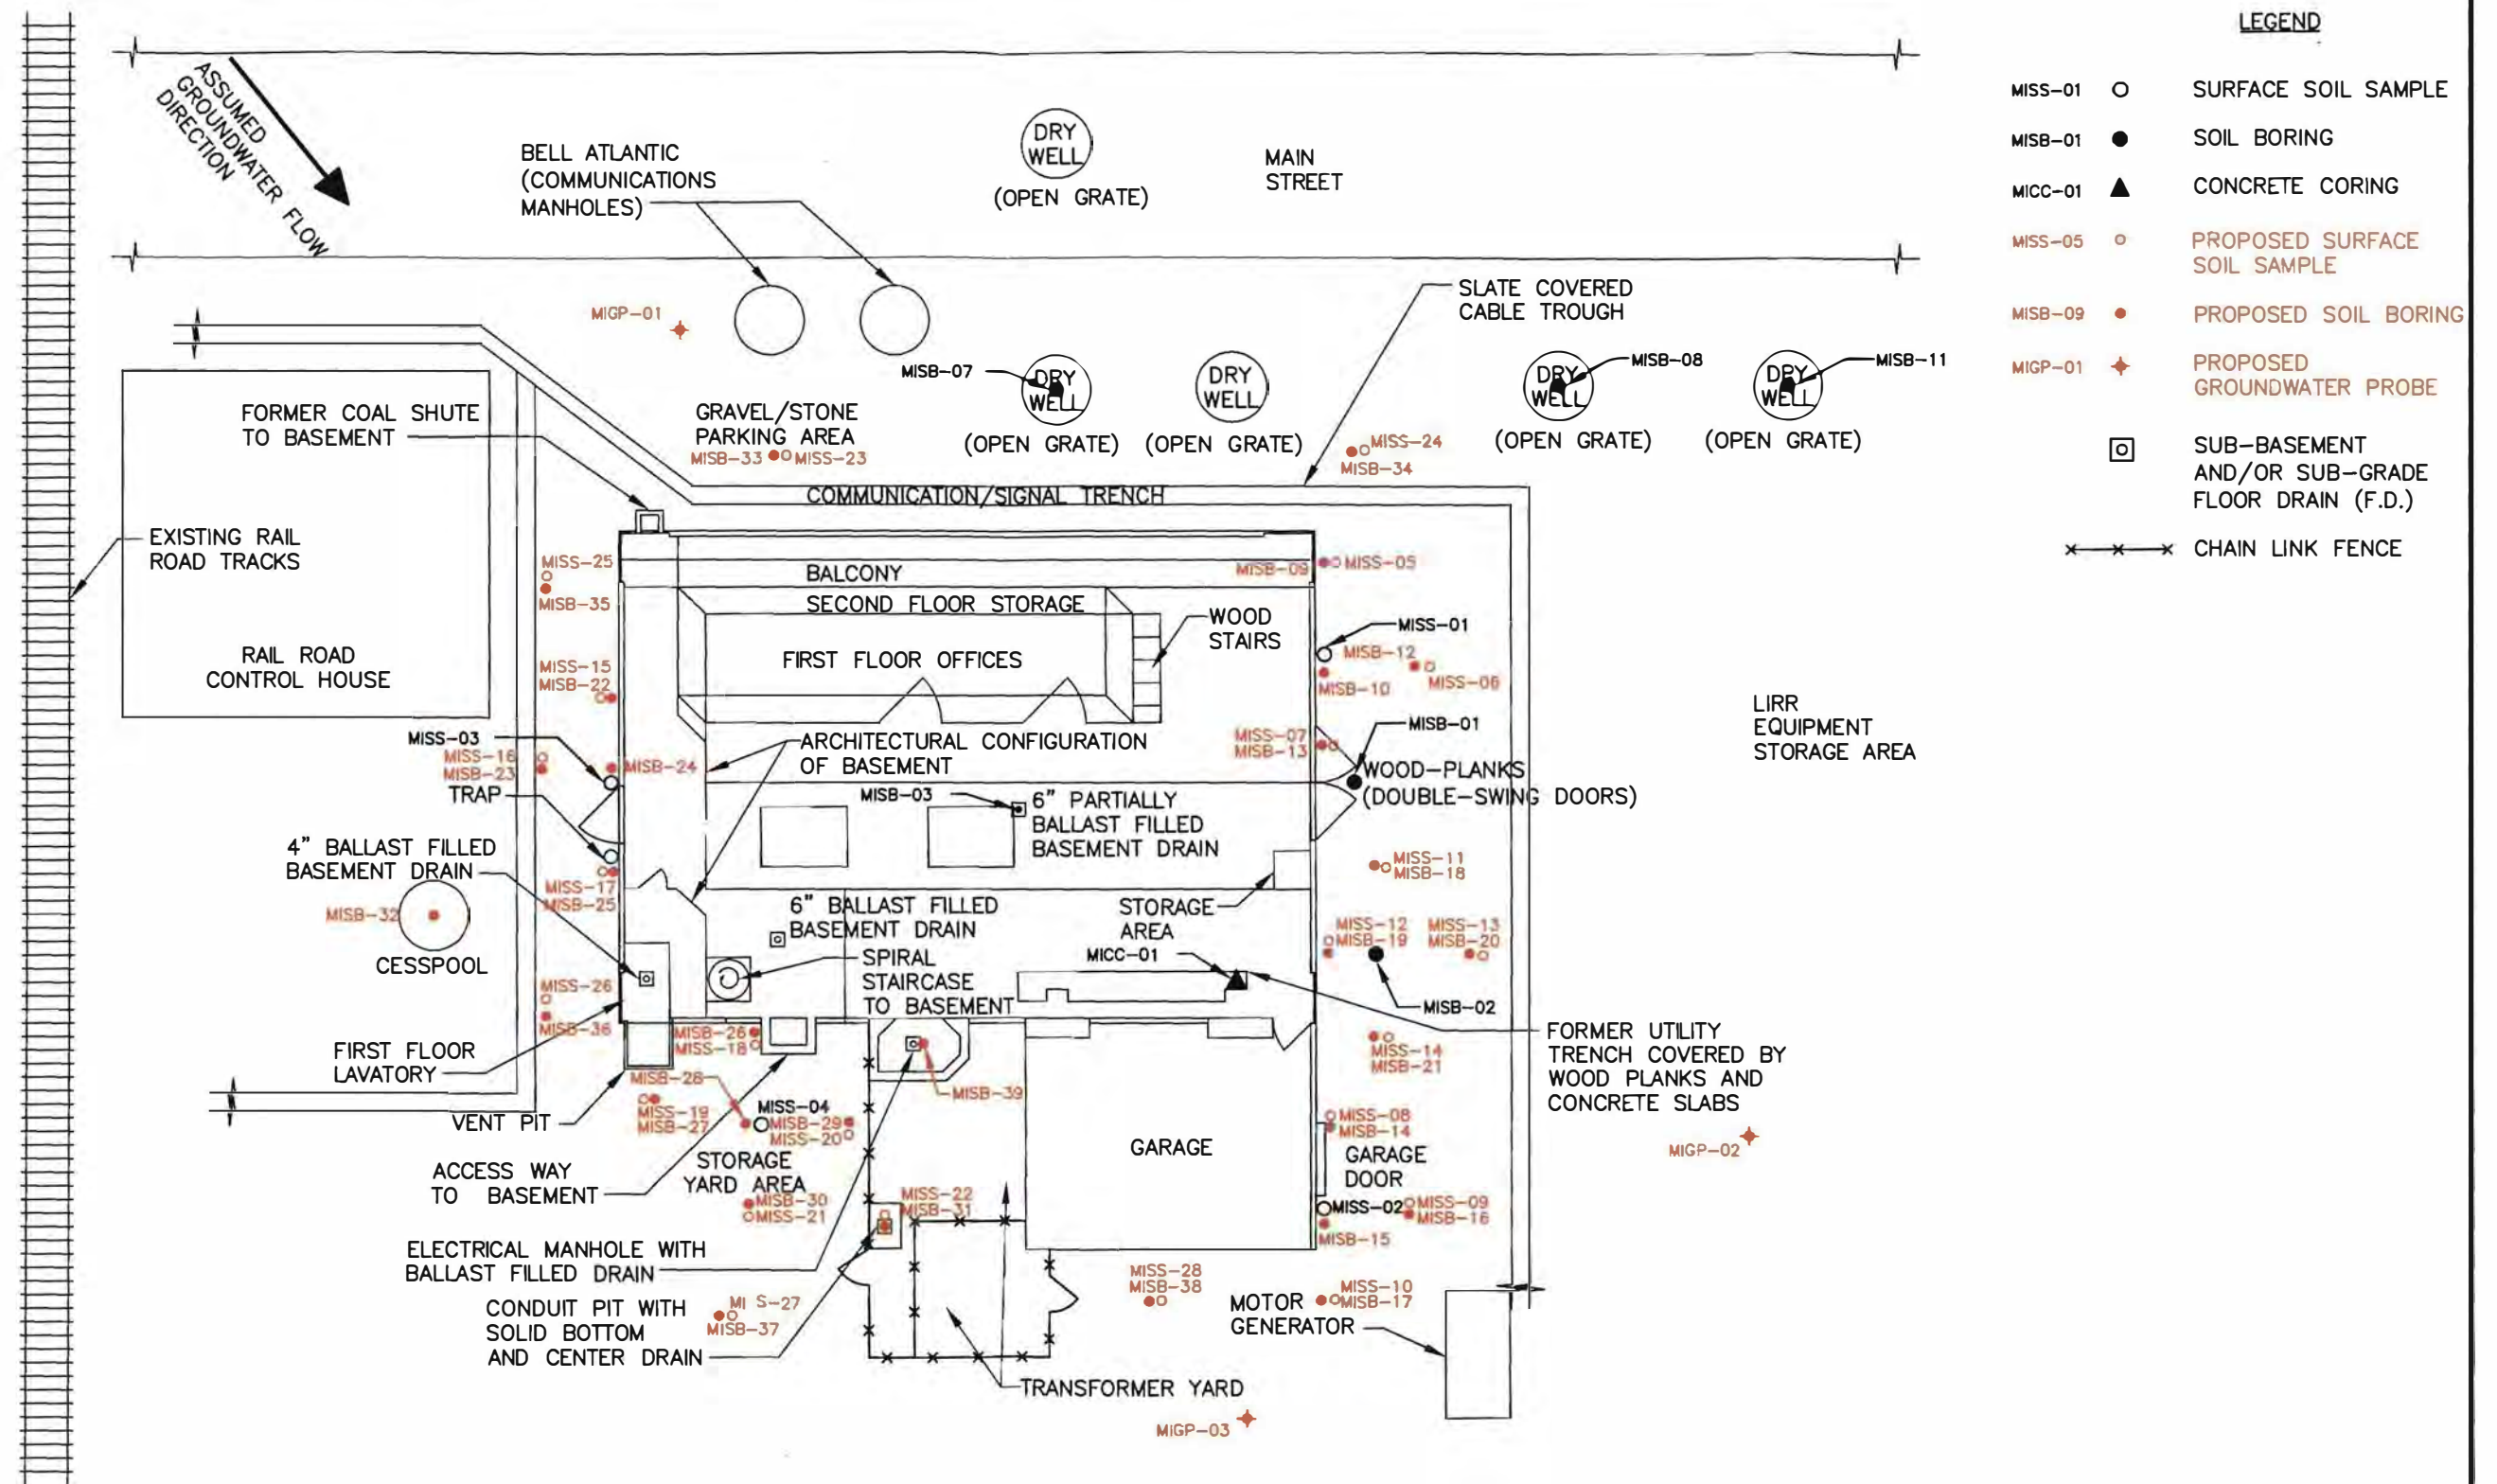 LEGEND
MISS-01 SURFACE SOIL SAMPLE
MISB-01 SOIL BORING
MICC-01 CONCRETE CORING
MISS-05 PROPOSED SURFACE
SOIL SAMPLE
MISB-09 PROPOSED SOIL BORING
MIGP-01 PROPOSED
GROUNDWATER PROBE
SUB-BASEMENT
AND/OR SUB-GRADE
FLOOR DRAIN (F.D.)
CHAIN LINK FENCE
ASSUMED
GROUNDWATER FLOW
DIRECTION
BELL ATLANTIC
(COMMUNICATIONS
MANHOLES)
DRY
WELL
(OPEN GRATE)
MAIN
STREET
MIGP-01
SLATE COVERED
CABLE TROUGH
MISB-07
DRY
WELL
(OPEN GRATE)
DRY
WELL
(OPEN GRATE)
MISB-08
DRY
WELL
(OPEN GRATE)
MISB-11
DRY
WELL
(OPEN GRATE)
FORMER COAL SHUTE
TO BASEMENT
GRAVEL/STONE
PARKING AREA
MISB-33
MISS-23
MISS-24
MISB-34
COMMUNICATION/SIGNAL TRENCH
EXISTING RAIL
ROAD TRACKS
RAIL ROAD
CONTROL HOUSE
MISS-25
MISB-35
BALCONY
SECOND FLOOR STORAGE
FIRST FLOOR OFFICES
WOOD
STAIRS
MISB-09
MISS-05
MISS-01
MISB-12
MISB-10
MISS-06
MISS-15
MISB-22
MISS-03
MISS-16
MISB-23
MISB-24
TRAP
ARCHITECTURAL CONFIGURATION
OF BASEMENT
MISS-07
MISB-13
MISB-01
WOOD-PLANKS
(DOUBLE-SWING DOORS)
LIRR
EQUIPMENT
STORAGE AREA
MISB-03
6" PARTIALLY
BALLAST FILLED
BASEMENT DRAIN
4" BALLAST FILLED
BASEMENT DRAIN
MISS-17
MISB-25
MISB-32
CESSPOOL
6" BALLAST FILLED
BASEMENT DRAIN
STORAGE
AREA
MISS-11
MISB-18
MISS-12
MISB-19
MISS-13
MISB-20
SPIRAL
STAIRCASE
TO BASEMENT
MICC-01
MISB-02
MISS-26
MISB-36
FIRST FLOOR
LAVATORY
MISB-26
MISS-18
MISS-14
MISB-21
FORMER UTILITY
TRENCH COVERED BY
WOOD PLANKS AND
CONCRETE SLABS
VENT PIT
MISB-28
MISS-19
MISB-27
MISS-04
MISB-29
MISS-20
MISB-39
MISS-08
MISB-14
GARAGE
GARAGE
DOOR
MIGP-02
ACCESS WAY
TO BASEMENT
STORAGE
YARD AREA
MISB-30
MISS-21
MISS-22
MISB-31
MISS-02
MISS-09
MISB-16
MISB-15
ELECTRICAL MANHOLE WITH
BALLAST FILLED DRAIN
CONDUIT PIT WITH
SOLID BOTTOM
AND CENTER DRAIN
MI S-27
MISB-37
MISS-28
MISB-38
MISS-10
MISB-17
MOTOR
GENERATOR
TRANSFORMER YARD
MIGP-03